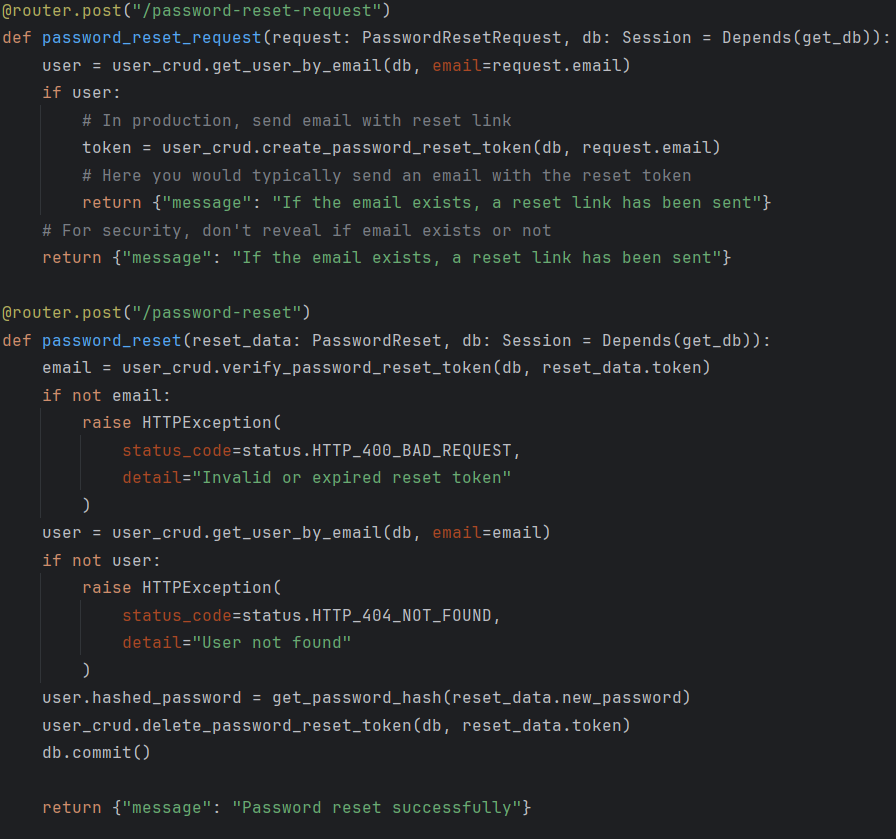 @router.post("/password-reset-request")
def password_reset_request(request: PasswordResetRequest, db: Session = Depends(get_db)):
    user = user_crud.get_user_by_email(db, email=request.email)
    if user:
        # In production, send email with reset link
        token = user_crud.create_password_reset_token(db, request.email)
        # Here you would typically send an email with the reset token
        return {"message": "If the email exists, a reset link has been sent"}
    # For security, don't reveal if email exists or not
    return {"message": "If the email exists, a reset link has been sent"}

@router.post("/password-reset")
def password_reset(reset_data: PasswordReset, db: Session = Depends(get_db)):
    email = user_crud.verify_password_reset_token(db, reset_data.token)
    if not email:
        raise HTTPException(
            status_code=status.HTTP_400_BAD_REQUEST,
            detail="Invalid or expired reset token"
        )
    user = user_crud.get_user_by_email(db, email=email)
    if not user:
        raise HTTPException(
            status_code=status.HTTP_404_NOT_FOUND,
            detail="User not found"
        )
    user.hashed_password = get_password_hash(reset_data.new_password)
    user_crud.delete_password_reset_token(db, reset_data.token)
    db.commit()

    return {"message": "Password reset successfully"}